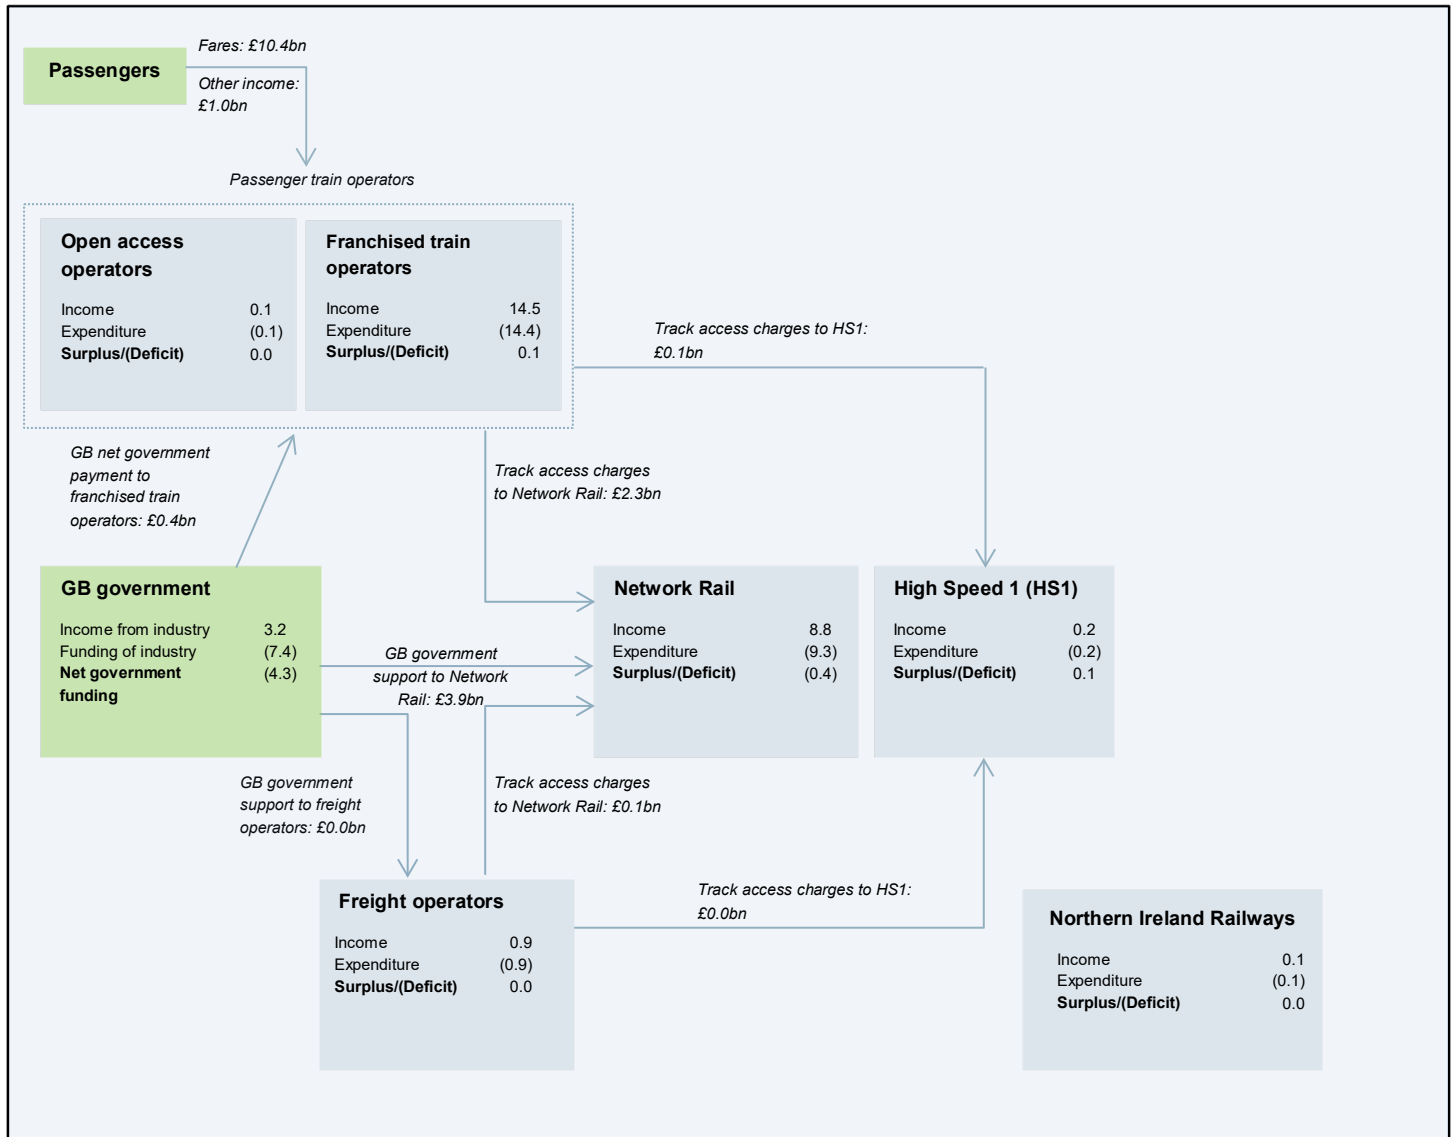 Passengers
Fares: £10.4bn
Other income:
£1.0bn
Passenger train operators
Open access
operators
Income 0.1
Expenditure (0.1)
Surplus/(Deficit) 0.0
Franchised train
operators
Income 14.5
Expenditure (14.4)
Surplus/(Deficit) 0.1
Track access charges to HS1:
£0.1bn
GB net government
payment to
franchised train
operators: £0.4bn
Track access charges
to Network Rail: £2.3bn
GB government
Income from industry 3.2
Funding of industry (7.4)
Net government (4.3)
funding
GB government
support to Network
Rail: £3.9bn
Network Rail
Income 8.8
Expenditure (9.3)
Surplus/(Deficit) (0.4)
High Speed 1 (HS1)
Income 0.2
Expenditure (0.2)
Surplus/(Deficit) 0.1
GB government
support to freight
operators: £0.0bn
Track access charges
to Network Rail: £0.1bn
Freight operators
Income 0.9
Expenditure (0.9)
Surplus/(Deficit) 0.0
Track access charges to HS1:
£0.0bn
Northern Ireland Railways
Income 0.1
Expenditure (0.1)
Surplus/(Deficit) 0.0